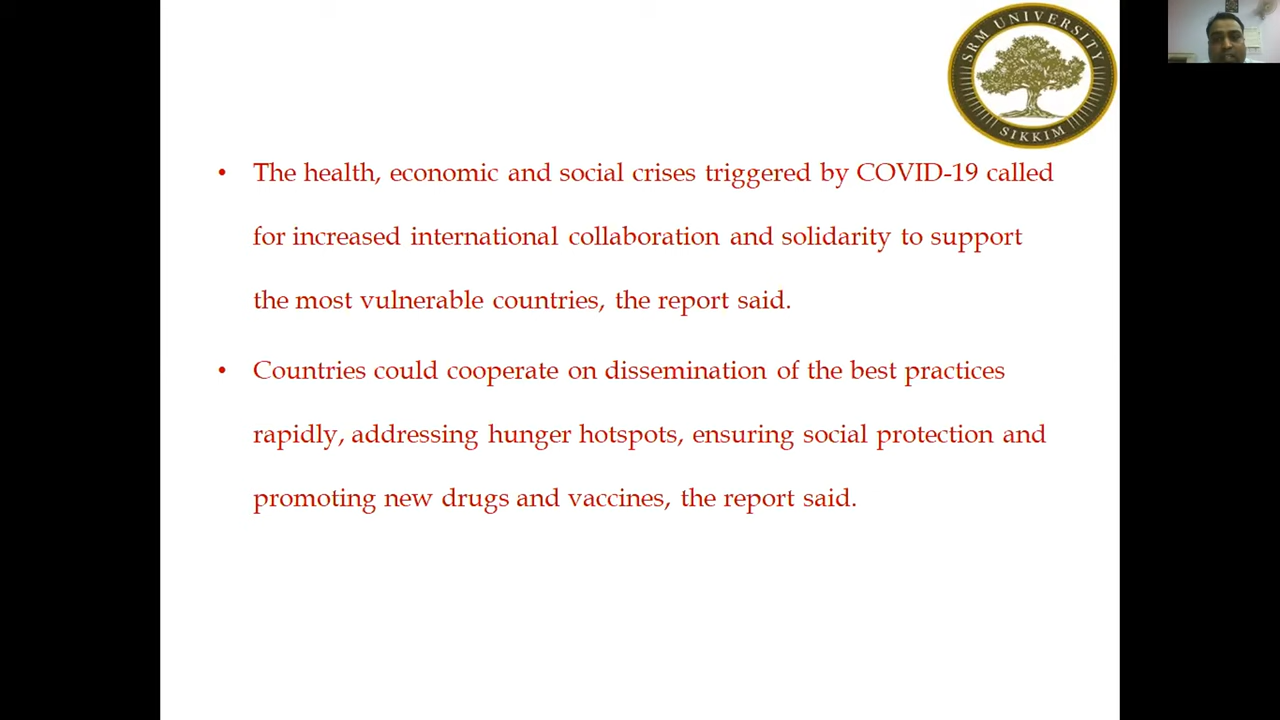 SRM UNIVERSITY
SIKKIM
• The health, economic and social crises triggered by COVID-19 called
for increased international collaboration and solidarity to support
the most vulnerable countries, the report said.
• Countries could cooperate on dissemination of the best practices
rapidly, addressing hunger hotspots, ensuring social protection and
promoting new drugs and vaccines, the report said.